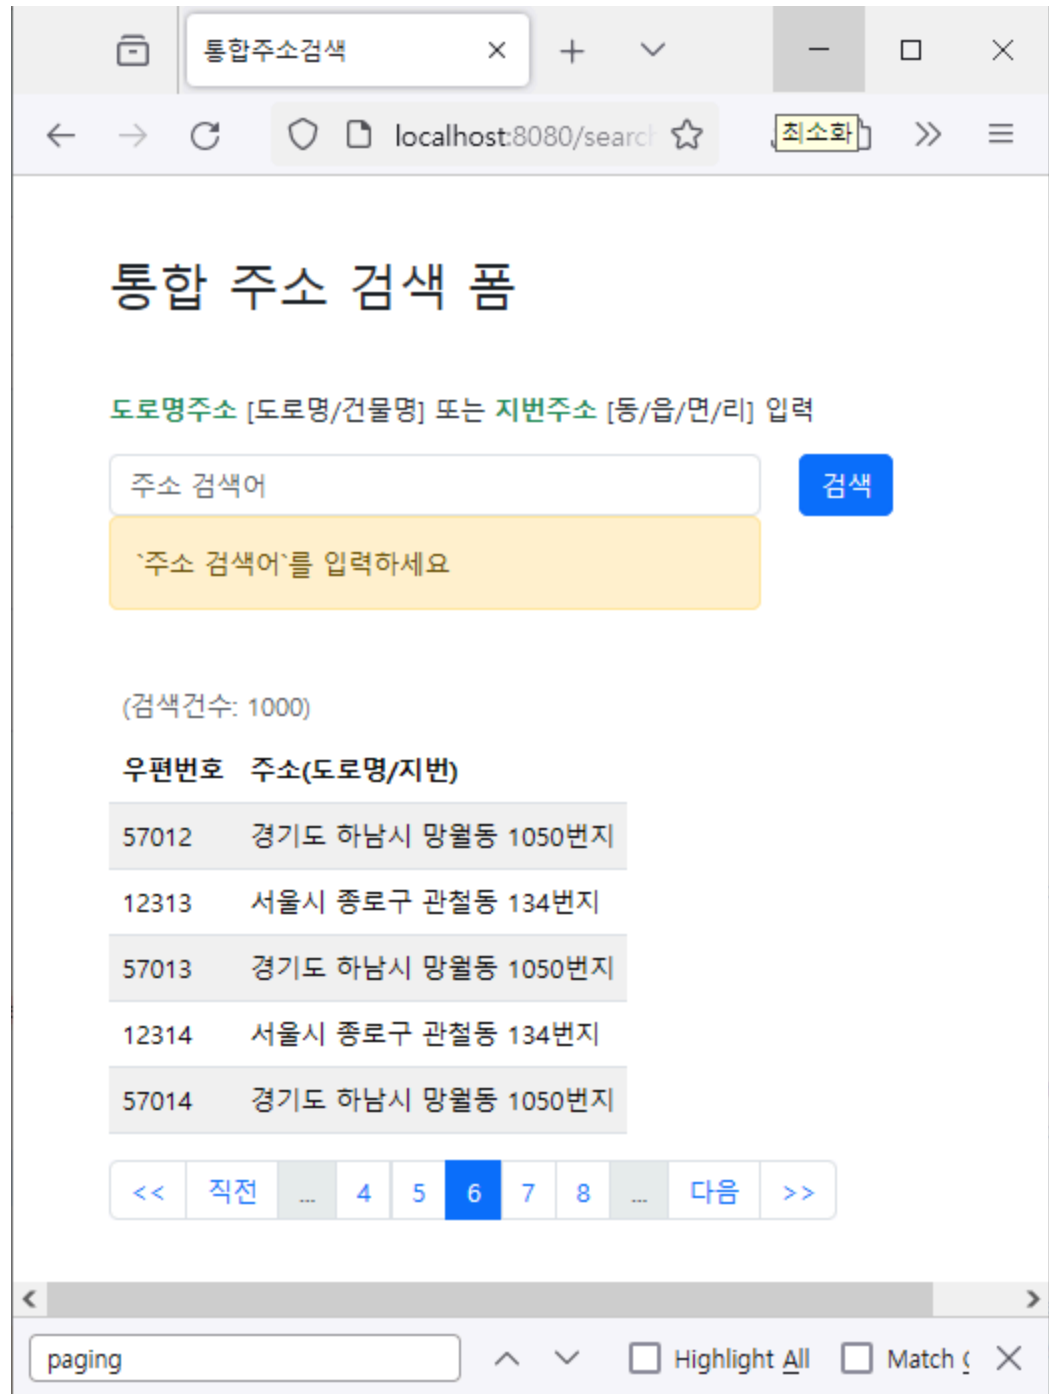 통합주소검색
localhost:8080/search
최소화
통합 주소 검색 폼
도로명주소 [도로명/건물명] 또는 지번주소 [동/읍/면/리] 입력
주소 검색어
검색
`주소 검색어`를 입력하세요
(검색건수: 1000)
우편번호 주소(도로명/지번)
57012 경기도 하남시 망월동 1050번지
12313 서울시 종로구 관철동 134번지
57013 경기도 하남시 망월동 1050번지
12314 서울시 종로구 관철동 134번지
57014 경기도 하남시 망월동 1050번지
<< 직전 ... 4 5 6 7 8 ... 다음 >>
paging Highlight All Match